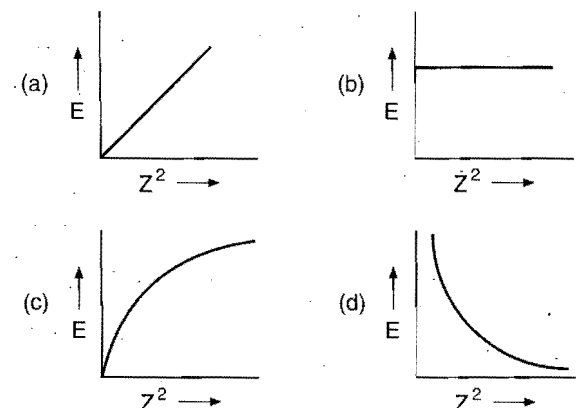 (a) E
Z² →
(b) E
Z² →
(c) E
Z² →
(d) E
Z² →